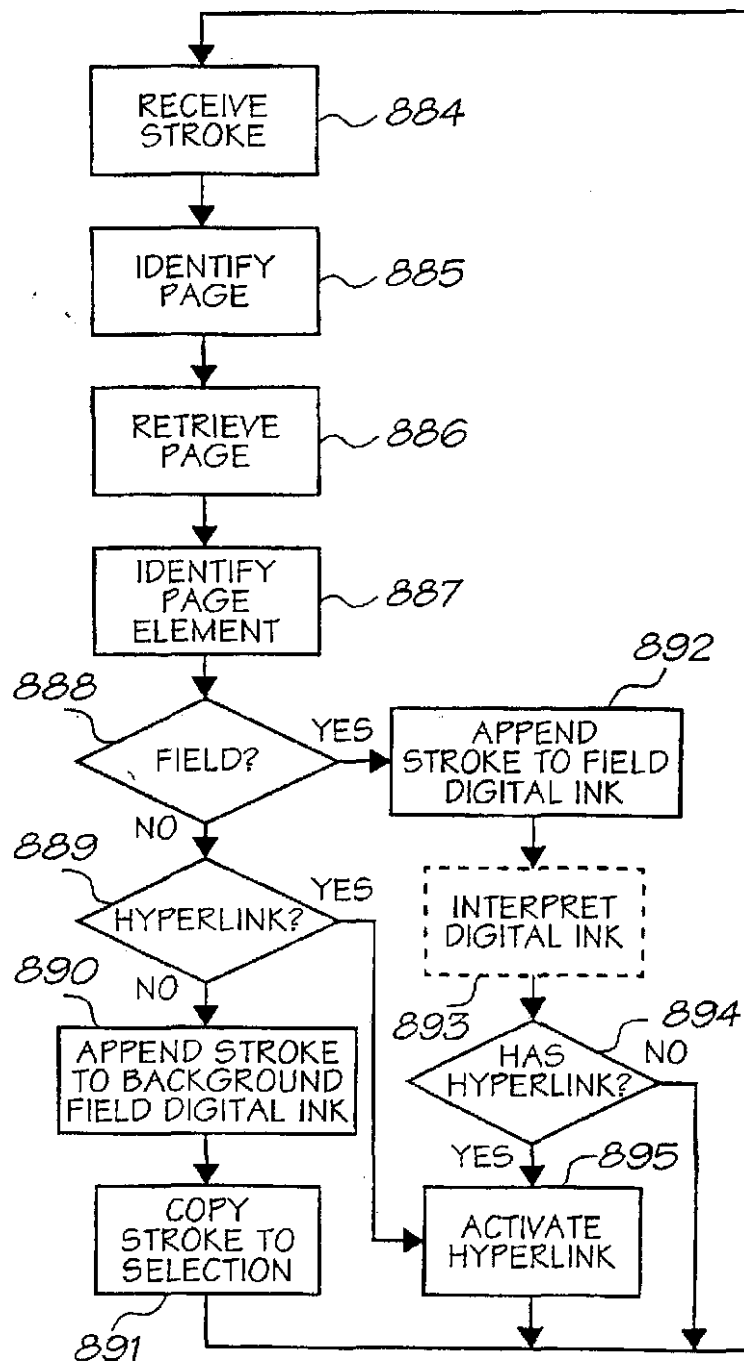 RECEIVE
STROKE
884
IDENTIFY
PAGE
885
RETRIEVE
PAGE
886
IDENTIFY
PAGE
ELEMENT
887
888
FIELD?
YES
NO
892
APPEND
STROKE TO FIELD
DIGITAL INK
889
HYPERLINK?
YES
NO
INTERPRET
DIGITAL INK
893
890
APPEND STROKE
TO BACKGROUND
FIELD DIGITAL INK
894
HAS
HYPERLINK?
NO
YES
895
COPY
STROKE TO
SELECTION
891
ACTIVATE
HYPERLINK